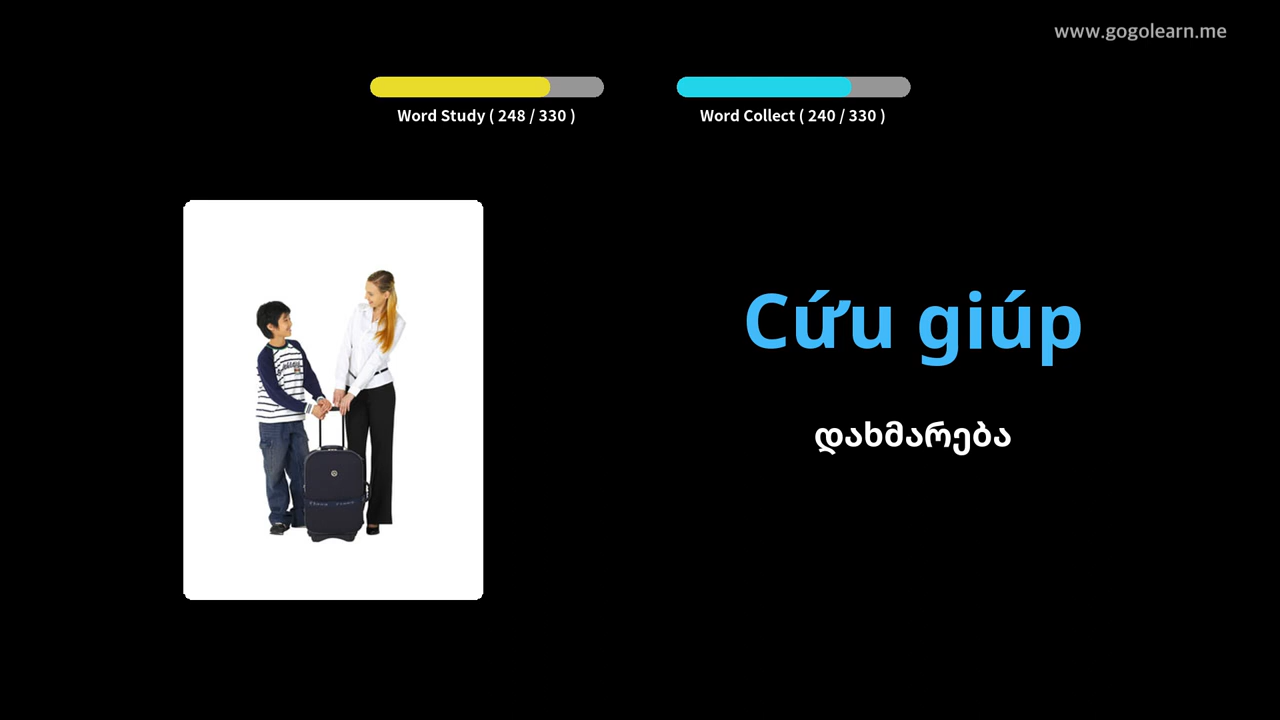 www.gogolearn.me
Word Study ( 248 / 330 )
Word Collect ( 240 / 330 )
Cứu giúp
დახმარება